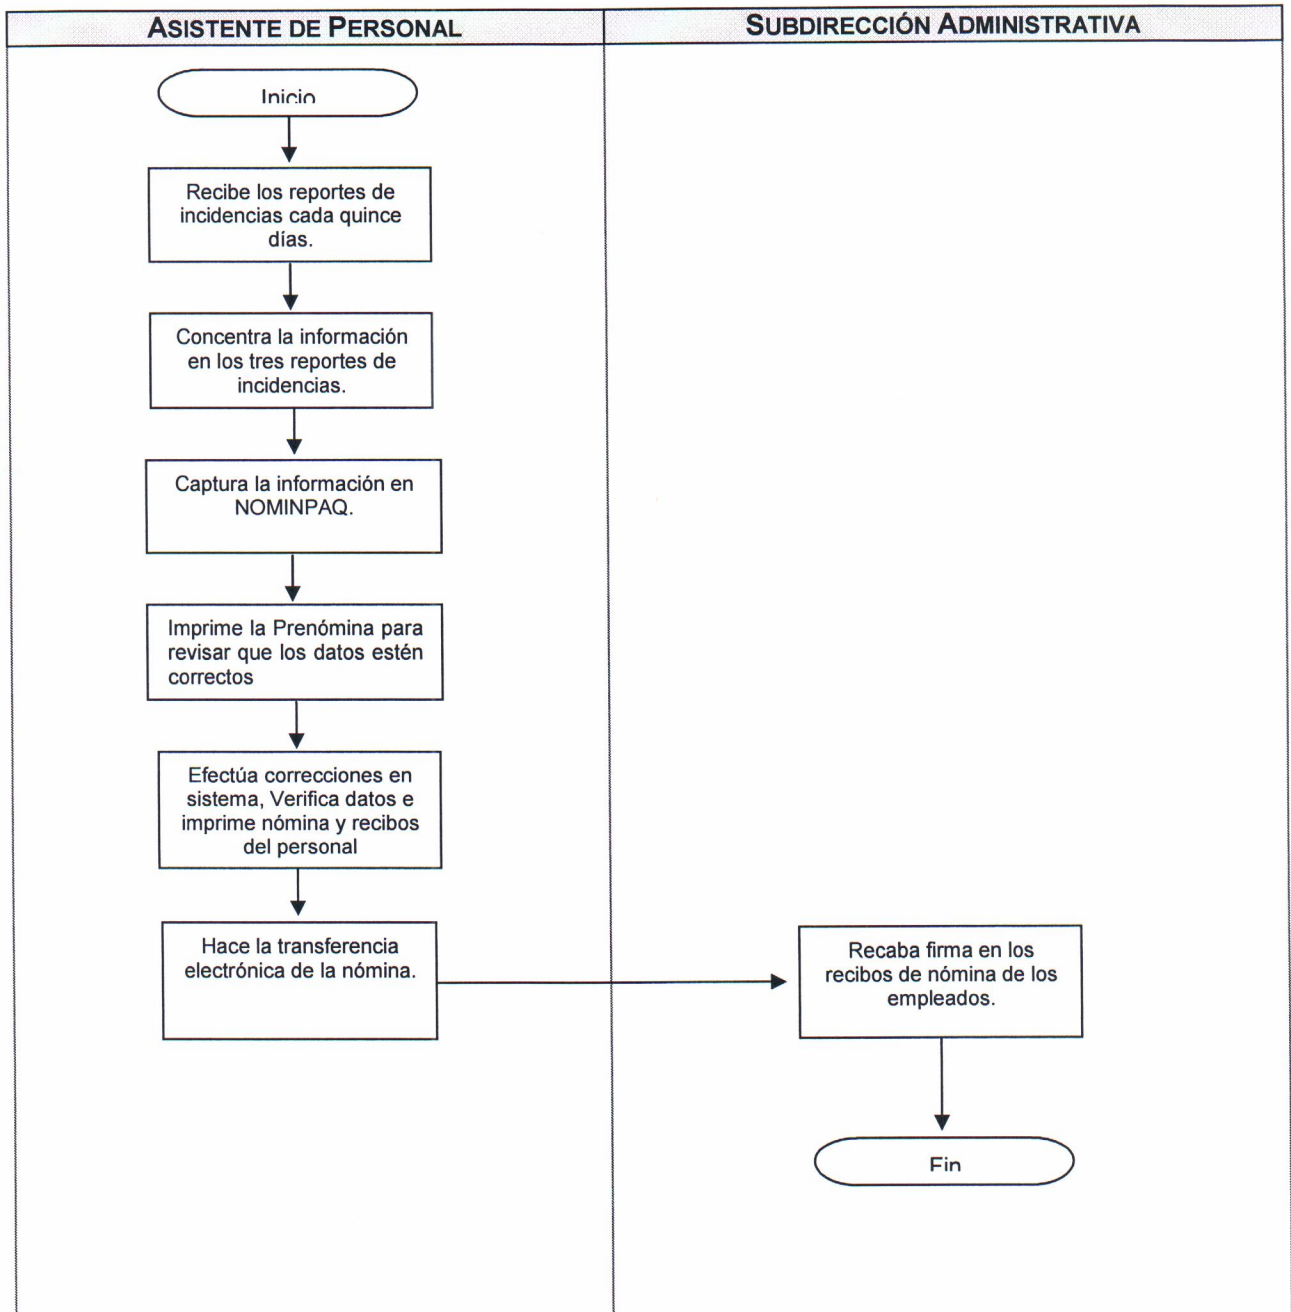 ASISTENTE DE PERSONAL
SUBDIRECCIÓN ADMINISTRATIVA
Inicio
Recibe los reportes de
incidencias cada quince
días.
Concentra la información
en los tres reportes de
incidencias.
Captura la información en
NOMINPAQ.
Imprime la Prenómina para
revisar que los datos estén
correctos
Efectúa correcciones en
sistema, Verifica datos e
imprime nómina y recibos
del personal
Hace la transferencia
electrónica de la nómina.
Recaba firma en los
recibos de nómina de los
empleados.
Fin